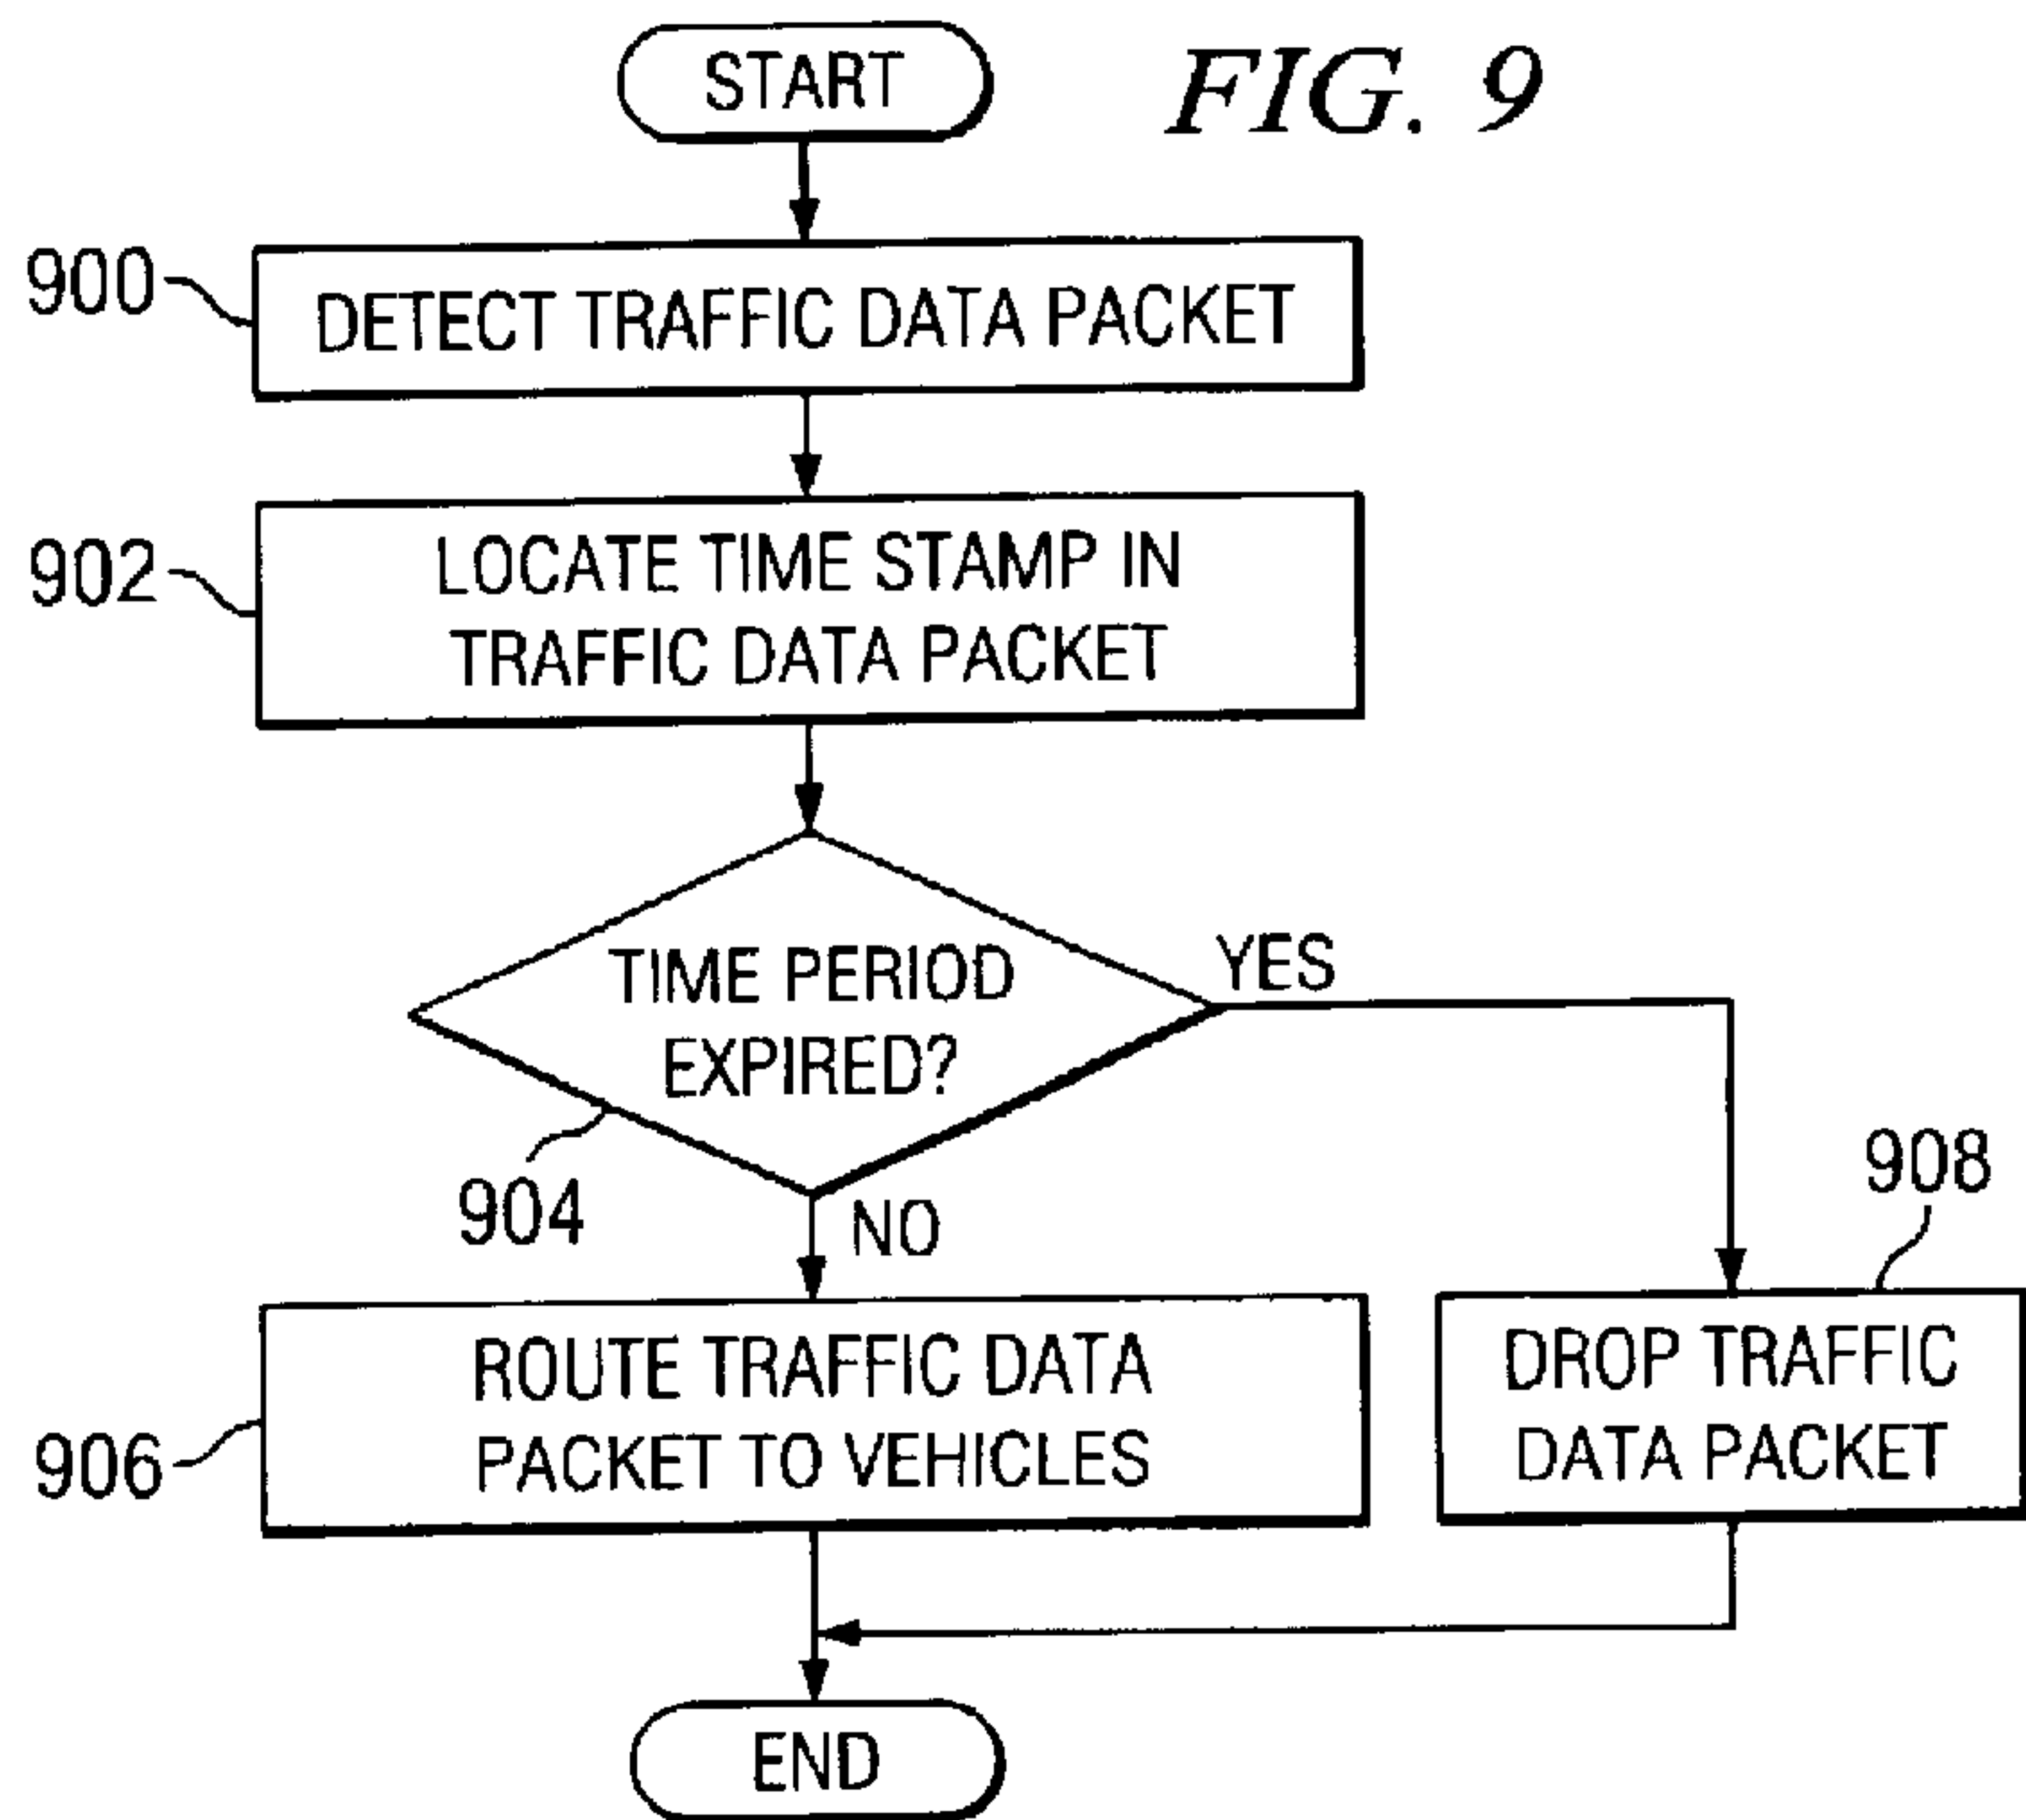 START
FIG. 9
900
DETECT TRAFFIC DATA PACKET
902
LOCATE TIME STAMP IN
TRAFFIC DATA PACKET
TIME PERIOD
EXPIRED?
YES
904
NO
908
906
ROUTE TRAFFIC DATA
PACKET TO VEHICLES
DROP TRAFFIC
DATA PACKET
END